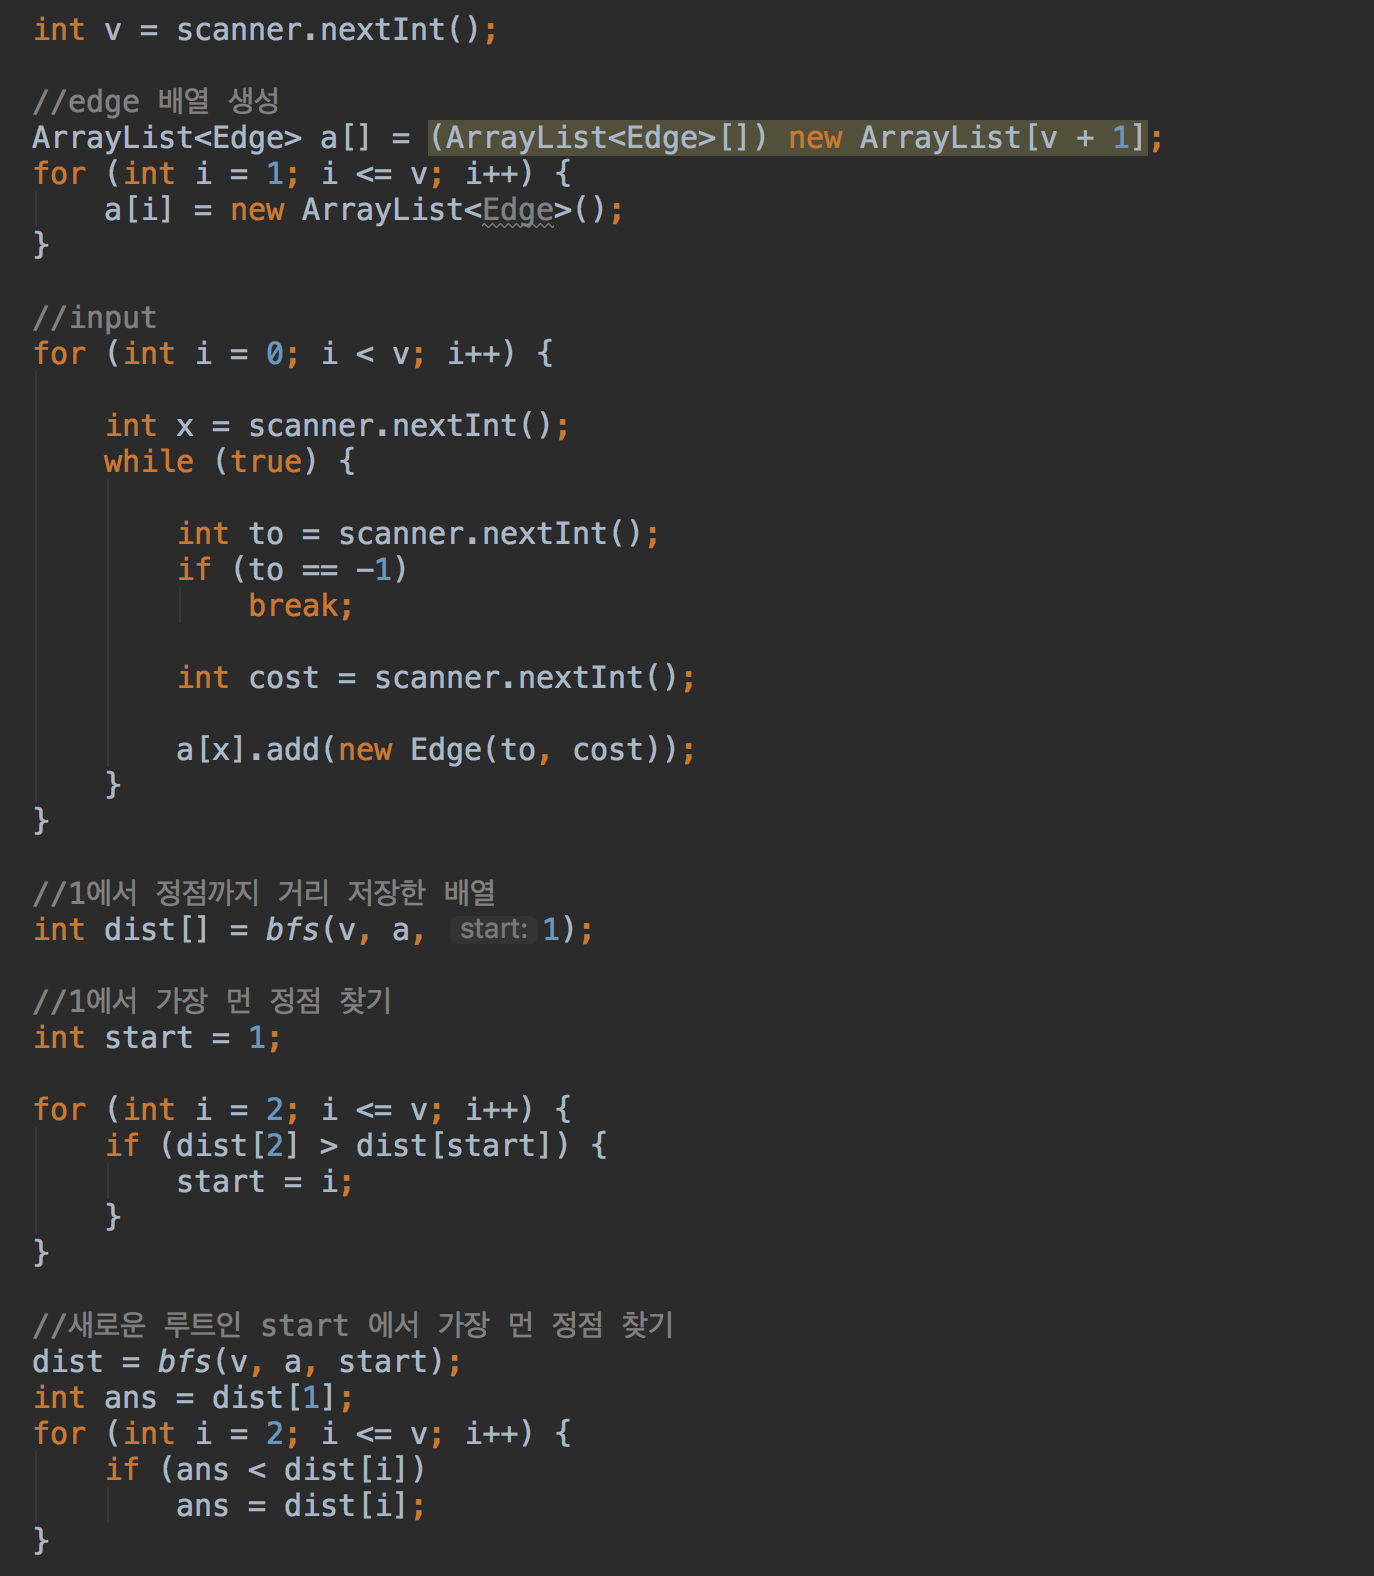 int v = scanner.nextInt();
//edge 배열 생성
ArrayList<Edge> a[] = (ArrayList<Edge>[]) new ArrayList[v + 1];
for (int i = 1; i <= v; i++) {
a[i] = new ArrayList<Edge>();
}
//input
for (int i = 0; i < v; i++) {
int x = scanner.nextInt();
while (true) {
int to = scanner.nextInt();
if (to == -1)
break;
int cost = scanner.nextInt();
a[x].add(new Edge(to, cost));
}
}
//1에서 정점까지 거리 저장한 배열
int dist[] = bfs(v, a, start: 1);
//1에서 가장 먼 정점 찾기
int start = 1;
for (int i = 2; i <= v; i++) {
if (dist[2] > dist[start]) {
start = i;
}
}
//새로운 루트인 start 에서 가장 먼 정점 찾기
dist = bfs(v, a, start);
int ans = dist[1];
for (int i = 2; i <= v; i++) {
if (ans < dist[i])
ans = dist[i];
}